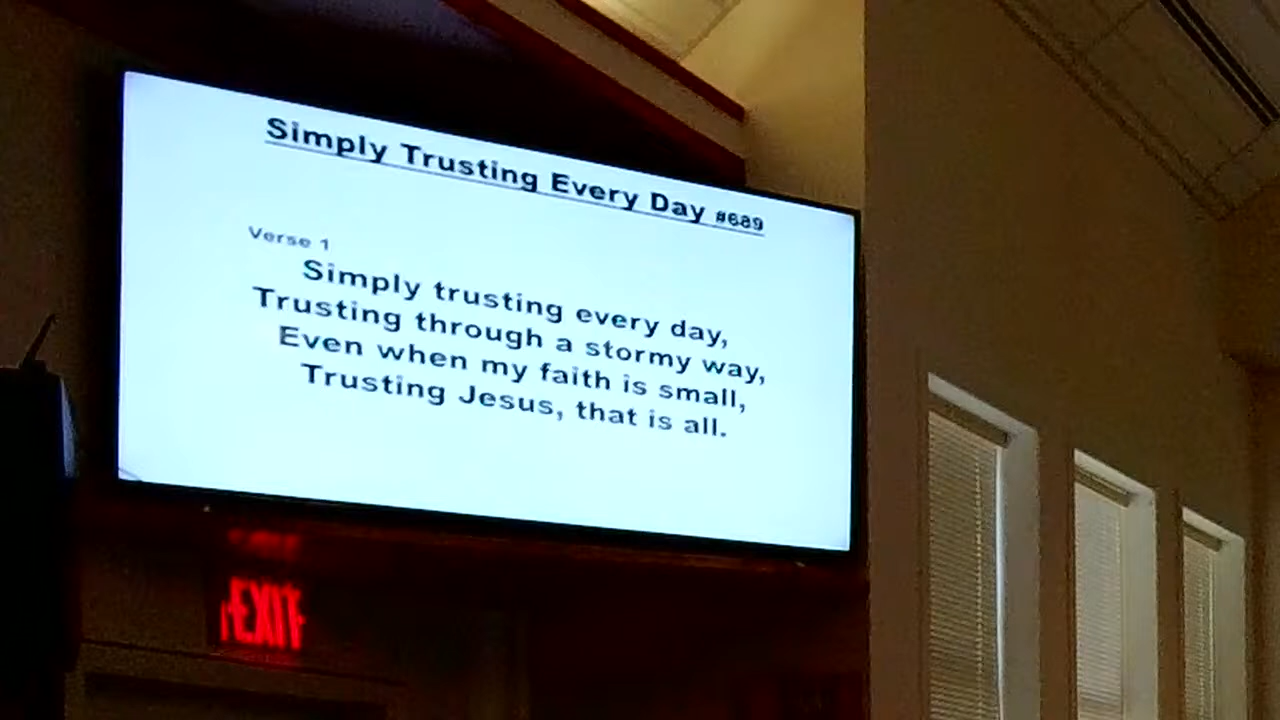 Simply Trusting Every Day #689
Verse 1
Simply trusting every day,
Trusting through a stormy way,
Even when my faith is small,
Trusting Jesus, that is all.
EXIT